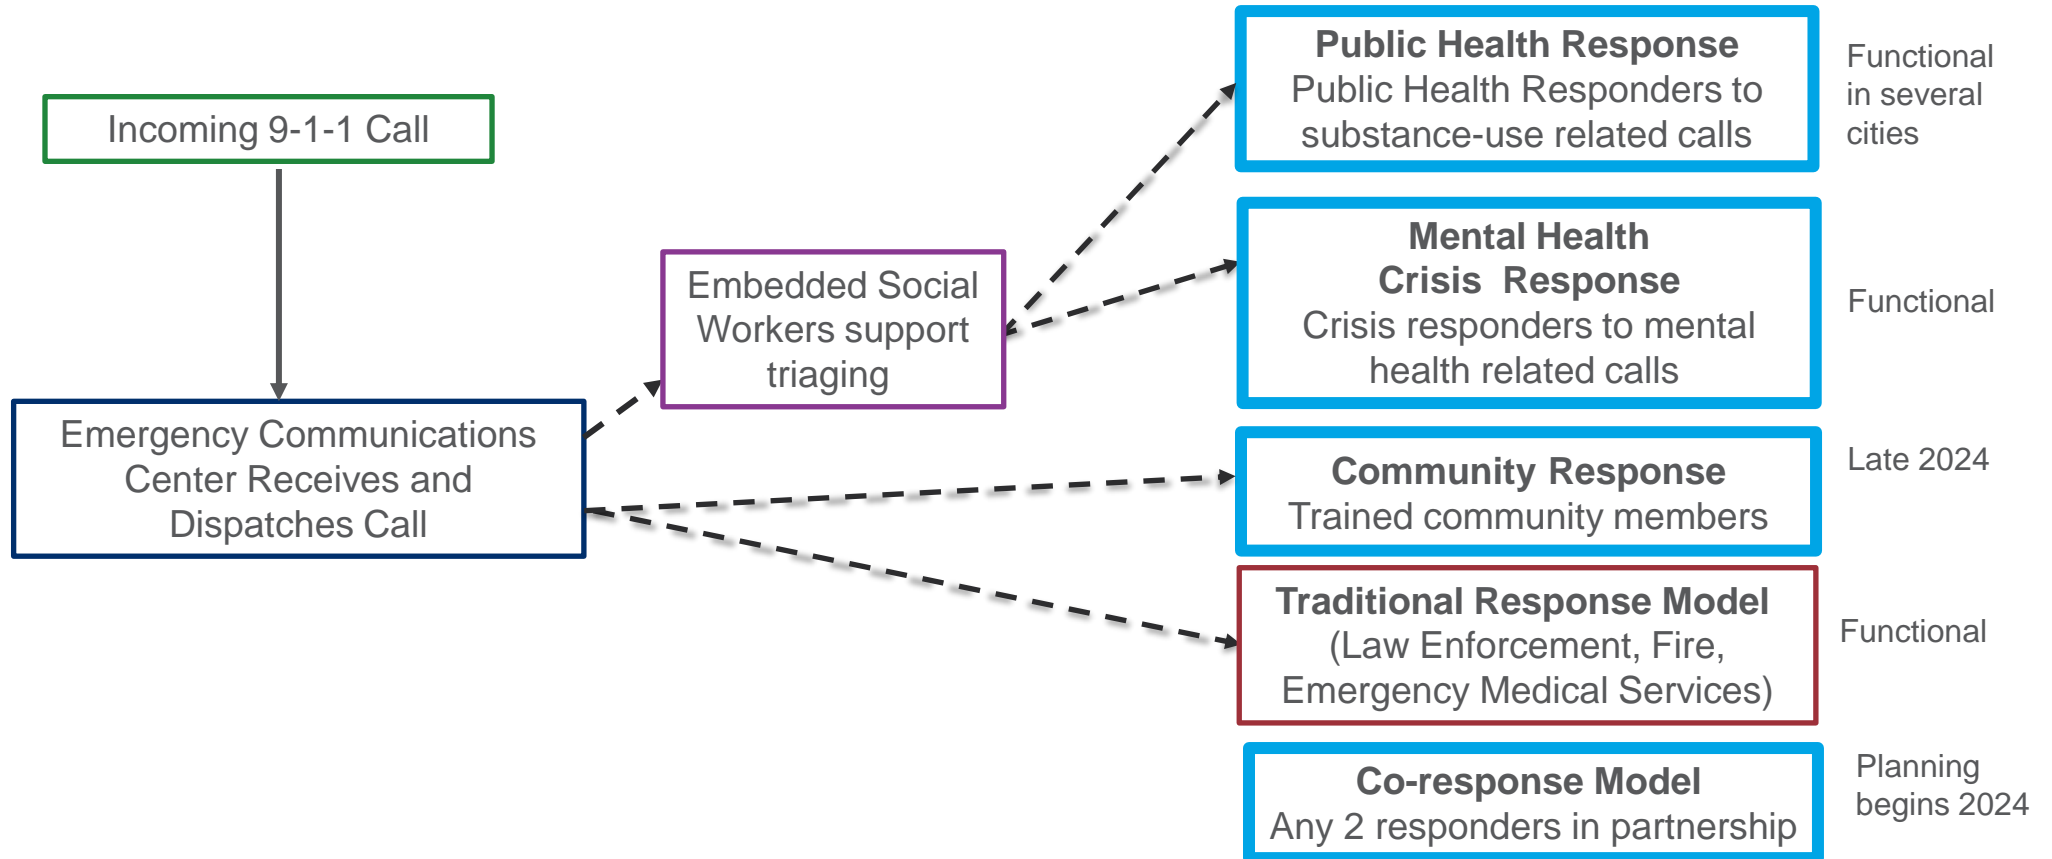 Incoming 9-1-1 Call
Emergency Communications
Center Receives and
Dispatches Call
Embedded Social
Workers support
triaging
Public Health Response
Public Health Responders to
substance-use related calls
Functional
in several
cities
Mental Health
Crisis  Response
Crisis responders to mental
health related calls
Functional
Community Response
Trained community members
Late 2024
Traditional Response Model
(Law Enforcement, Fire,
Emergency Medical Services)
Functional
Co-response Model
Any 2 responders in partnership
Planning
begins 2024